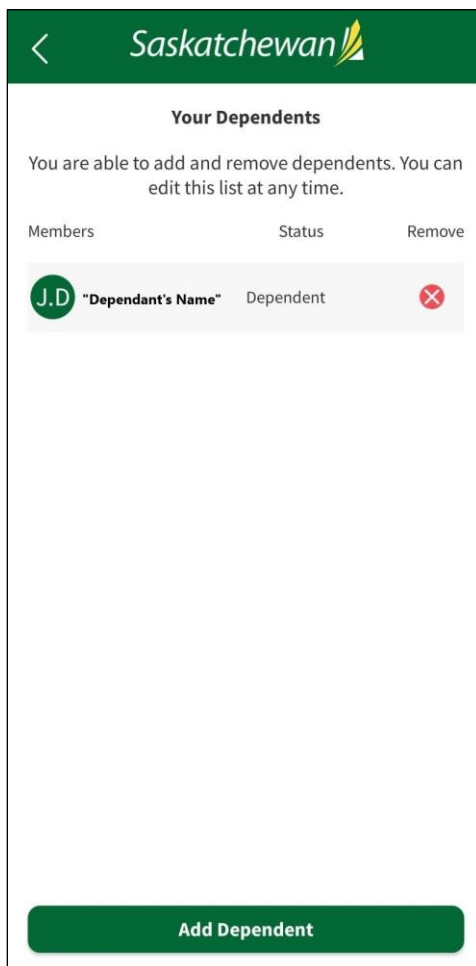 Saskatchewan
Your Dependents
You are able to add and remove dependents. You can
edit this list at any time.
Members Status Remove
J.D "Dependant's Name" Dependent
Add Dependent